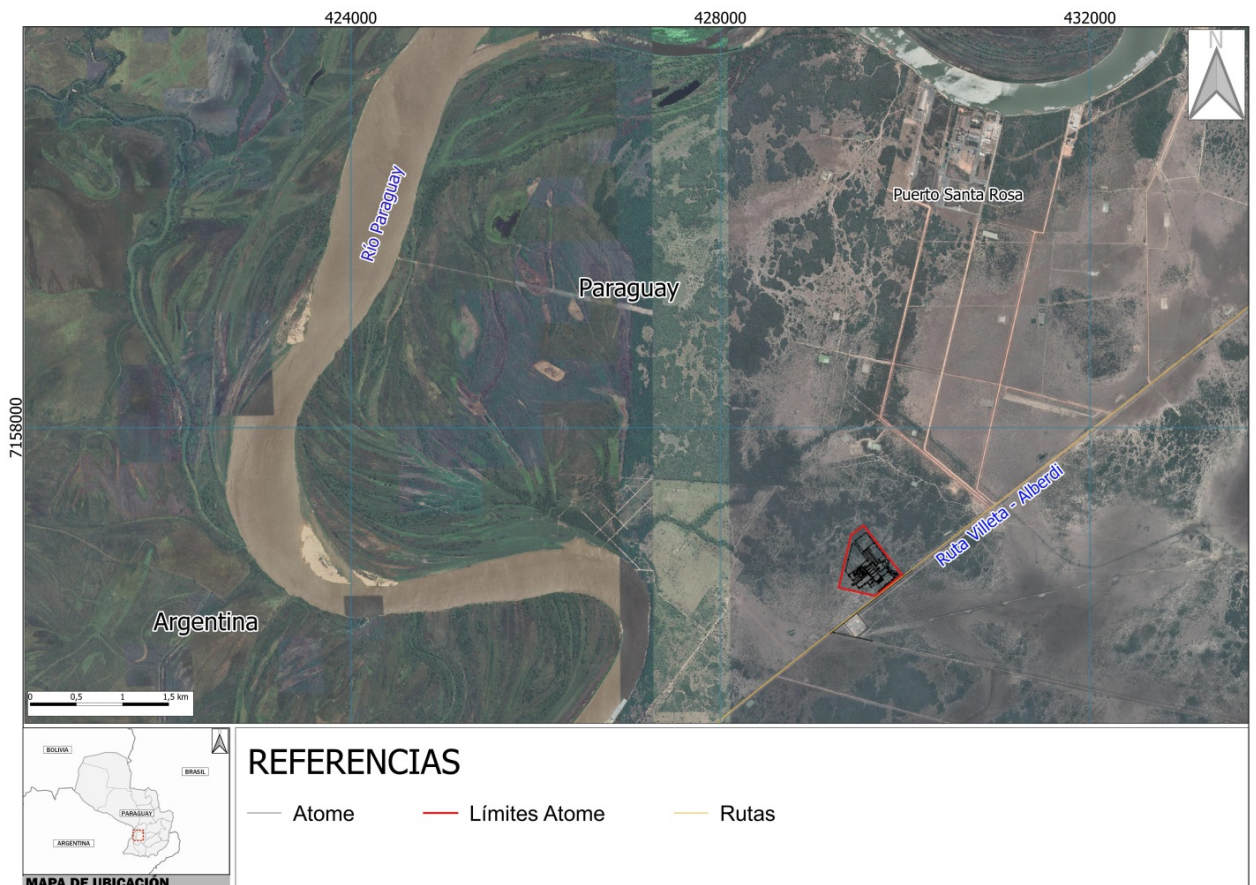 424000
428000
432000
N
Río Paraguay
Puerto Santa Rosa
Paraguay
7158000
Ruta Villeta - Alberdi
Argentina
0 0,5 1 1,5 km
BOLIVIA
BRASIL
PARAGUAY
ARGENTINA
MAPA DE UBICACIÓN
REFERENCIAS
Atome
Límites Atome
Rutas